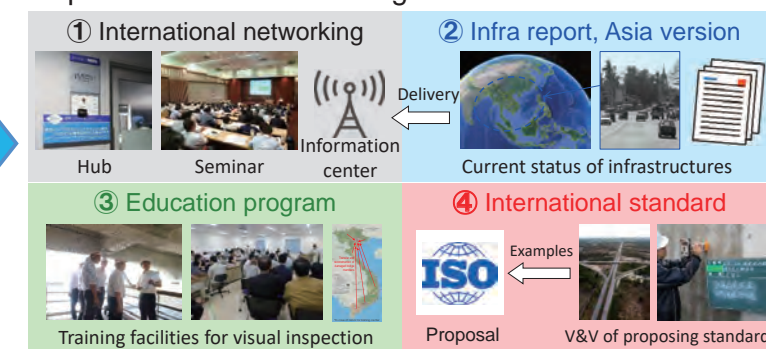 ① International networking
Hub
Seminar
Information
center
② Infra report, Asia version
Delivery
Current status of infrastructures
③ Education program
Training facilities for visual inspection
④ International standard
ISO
Examples
Proposal
V&V of proposing standard